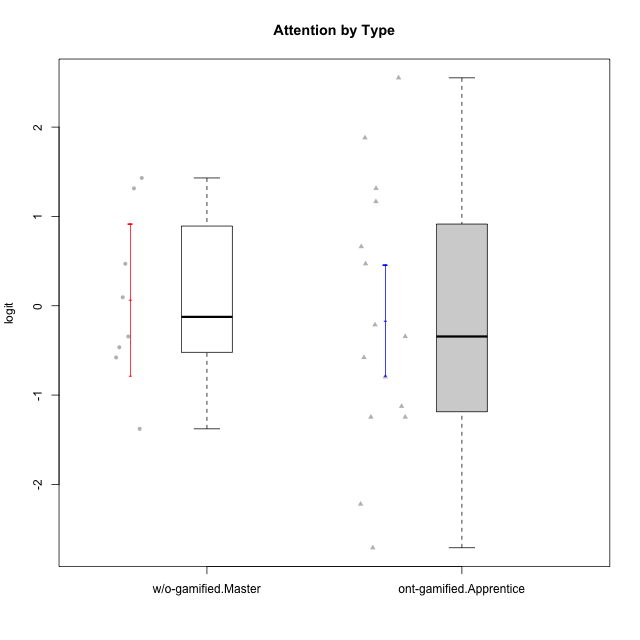 Attention by Type
logit
2
1
0
-1
-2
w/o-gamified.Master
ont-gamified.Apprentice